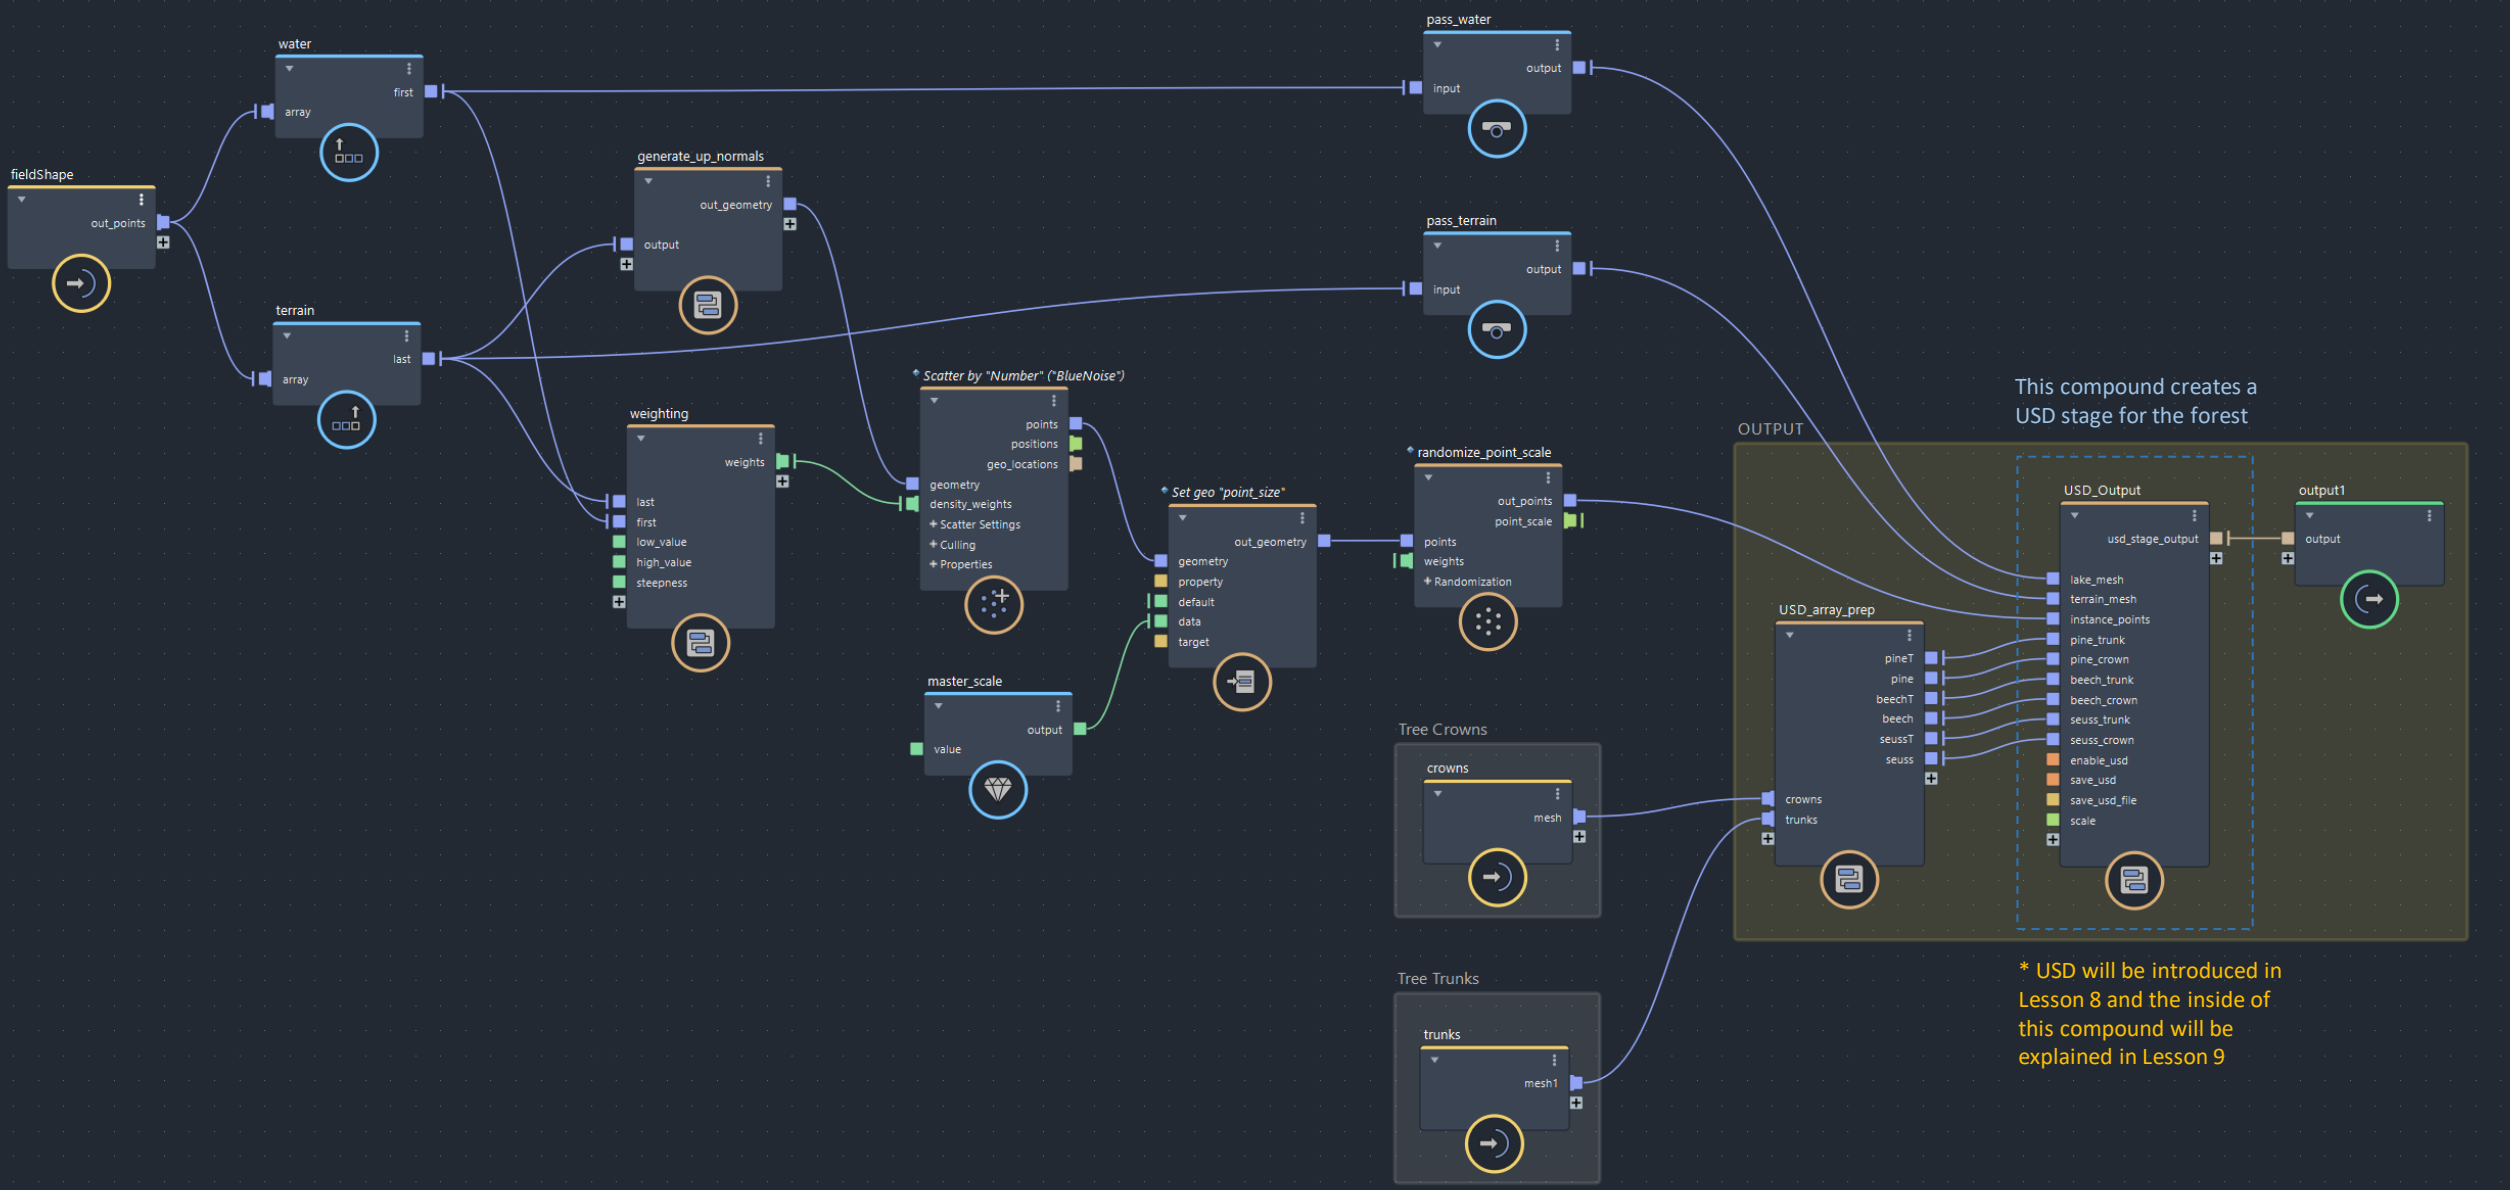 fieldShape
out_points
water
first
array
terrain
last
array
generate_up_normals
out_geometry
output
weighting
weights
last
first
low_value
high_value
steepness
Scatter by "Number" ("BlueNoise")
points
positions
geo_locations
geometry
density_weights
+ Scatter Settings
+ Culling
+ Properties
master_scale
output
value
Set geo "point_size"
out_geometry
geometry
property
default
data
target
pass_water
output
input
pass_terrain
output
input
randomize_point_scale
out_points
point_scale
points
weights
+ Randomization
Tree Crowns
crowns
mesh
Tree Trunks
trunks
mesh1
This compound creates a
USD stage for the forest
OUTPUT
USD_array_prep
pineT
pine
beechT
beech
seussT
seuss
crowns
trunks
USD_Output
usd_stage_output
lake_mesh
terrain_mesh
instance_points
pine_trunk
pine_crown
beech_trunk
beech_crown
seuss_trunk
seuss_crown
enable_usd
save_usd
save_usd_file
scale
output1
output
* USD will be introduced in
Lesson 8 and the inside of
this compound will be
explained in Lesson 9